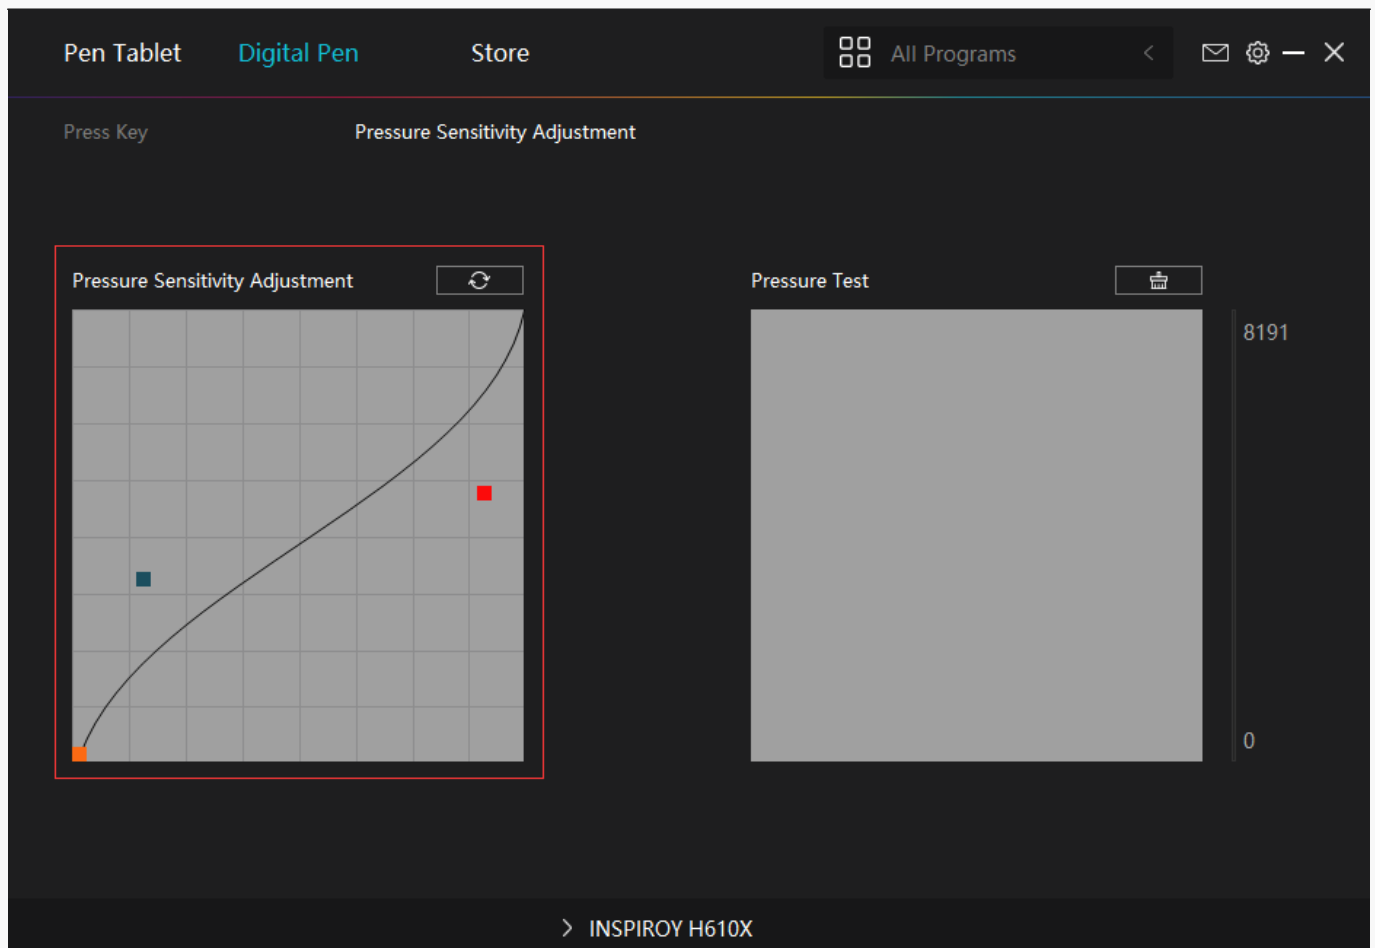 Pen Tablet Digital Pen Store All Programs
Press Key Pressure Sensitivity Adjustment
Pressure Sensitivity Adjustment
Pressure Test
8191
0
INSPIROY H610X